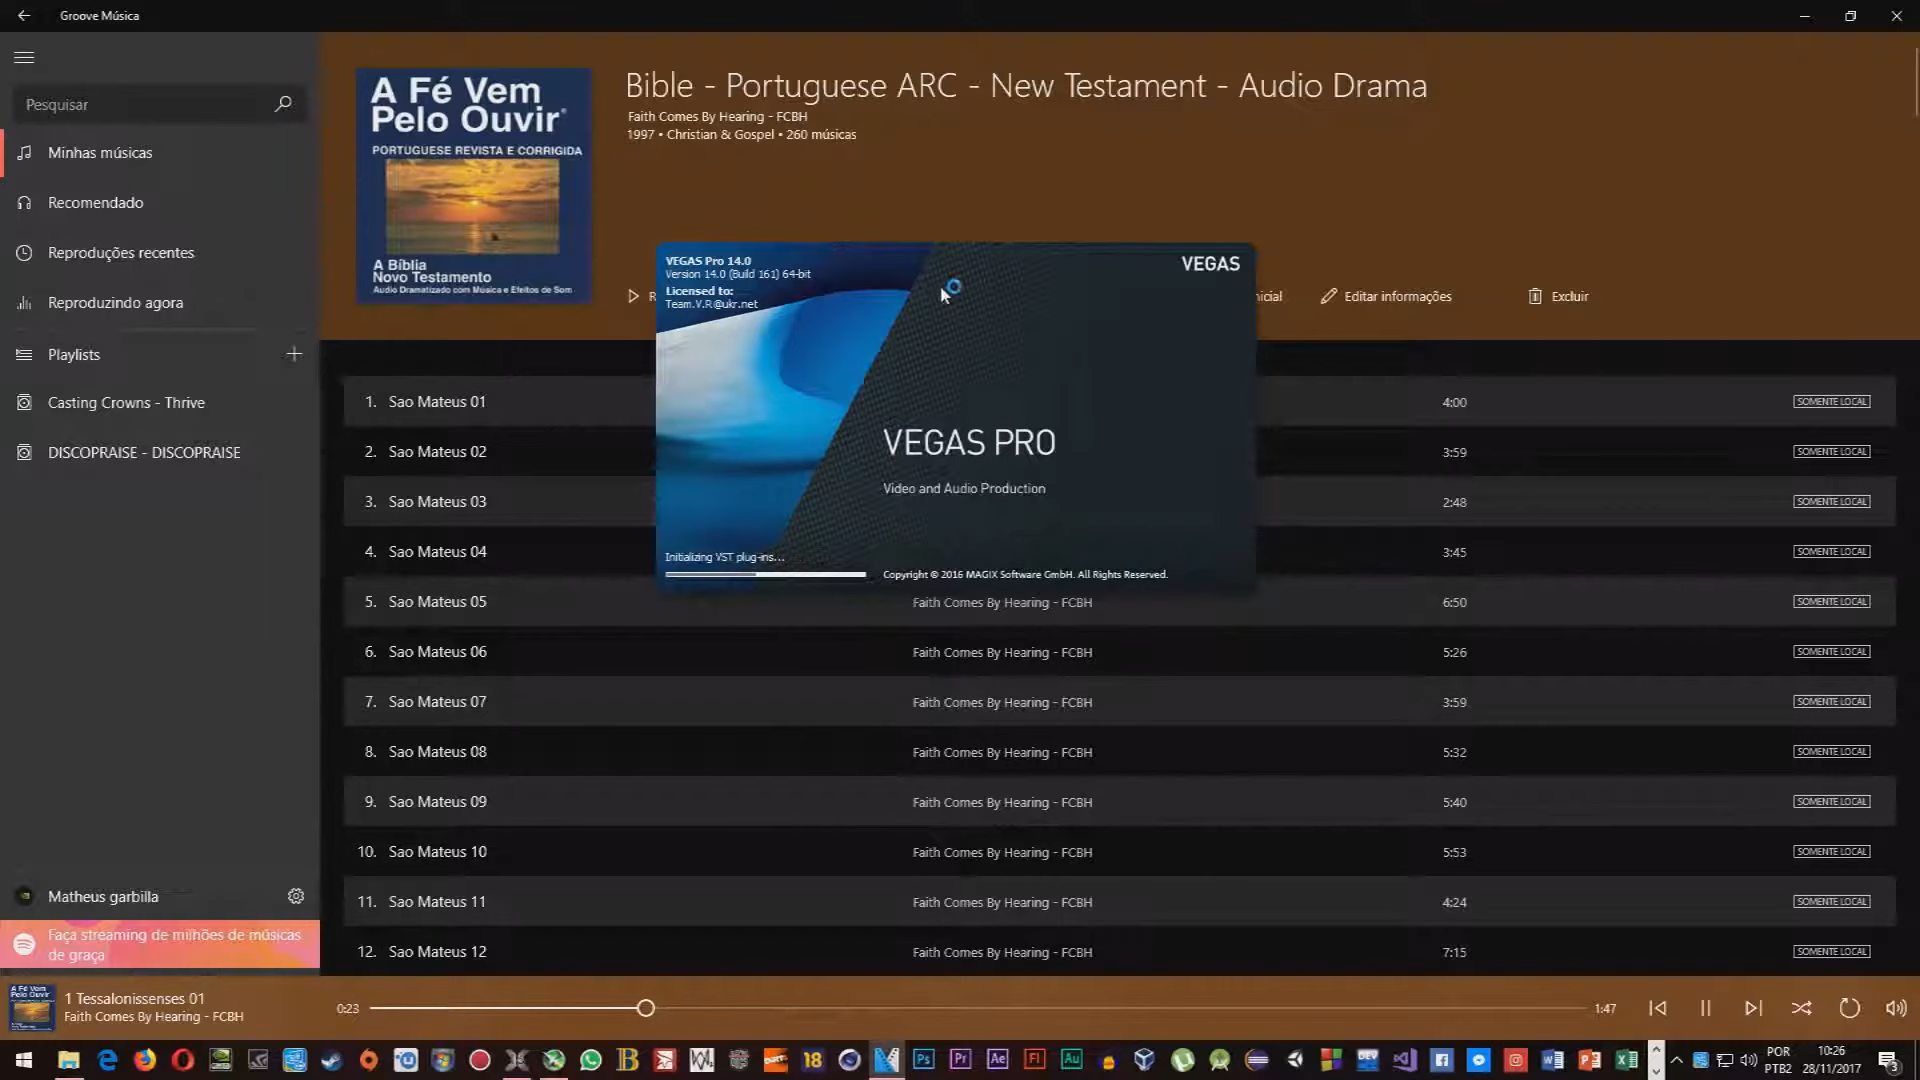 Groove Música
Pesquisar
Minhas músicas
Recomendado
Reproduções recentes
Reproduzindo agora
Playlists
Casting Crowns - Thrive
DISCOPRAISE - DISCOPRAISE
Matheus garbilla
Faça streaming de milhões de músicas
de graça
A Fé Vem
Pelo Ouvir
PORTUGUESE REVISTA E CORRIGIDA
A Bíblia
Novo Testamento
Audio Dramatizado com Música e Efeitos de Som
Bible - Portuguese ARC - New Testament - Audio Drama
Faith Comes By Hearing - FCBH
1997 • Christian & Gospel • 260 músicas
R
nicial
Editar informações
Excluir
VEGAS Pro 14.0
Version 14.0 (Build 161) 64-bit
Licensed to:
Team.V.R@ukr.net
VEGAS
VEGAS PRO
Video and Audio Production
Initializing VST plug-ins...
Copyright © 2016 MAGIX Software GmbH. All Rights Reserved.
1. Sao Mateus 01 4:00 SOMENTE LOCAL
2. Sao Mateus 02 3:59 SOMENTE LOCAL
3. Sao Mateus 03 2:48 SOMENTE LOCAL
4. Sao Mateus 04 3:45 SOMENTE LOCAL
5. Sao Mateus 05 Faith Comes By Hearing - FCBH 6:50 SOMENTE LOCAL
6. Sao Mateus 06 Faith Comes By Hearing - FCBH 5:26 SOMENTE LOCAL
7. Sao Mateus 07 Faith Comes By Hearing - FCBH 3:59 SOMENTE LOCAL
8. Sao Mateus 08 Faith Comes By Hearing - FCBH 5:32 SOMENTE LOCAL
9. Sao Mateus 09 Faith Comes By Hearing - FCBH 5:40 SOMENTE LOCAL
10. Sao Mateus 10 Faith Comes By Hearing - FCBH 5:53 SOMENTE LOCAL
11. Sao Mateus 11 Faith Comes By Hearing - FCBH 4:24 SOMENTE LOCAL
12. Sao Mateus 12 Faith Comes By Hearing - FCBH 7:15 SOMENTE LOCAL
A Fé Vem
Pelo Ouvir
1 Tessalonissenses 01
Faith Comes By Hearing - FCBH
0:23
1:47
18 Ps Pr Ae Fl Au DEV
POR
PTB2
10:26
28/11/2017
3